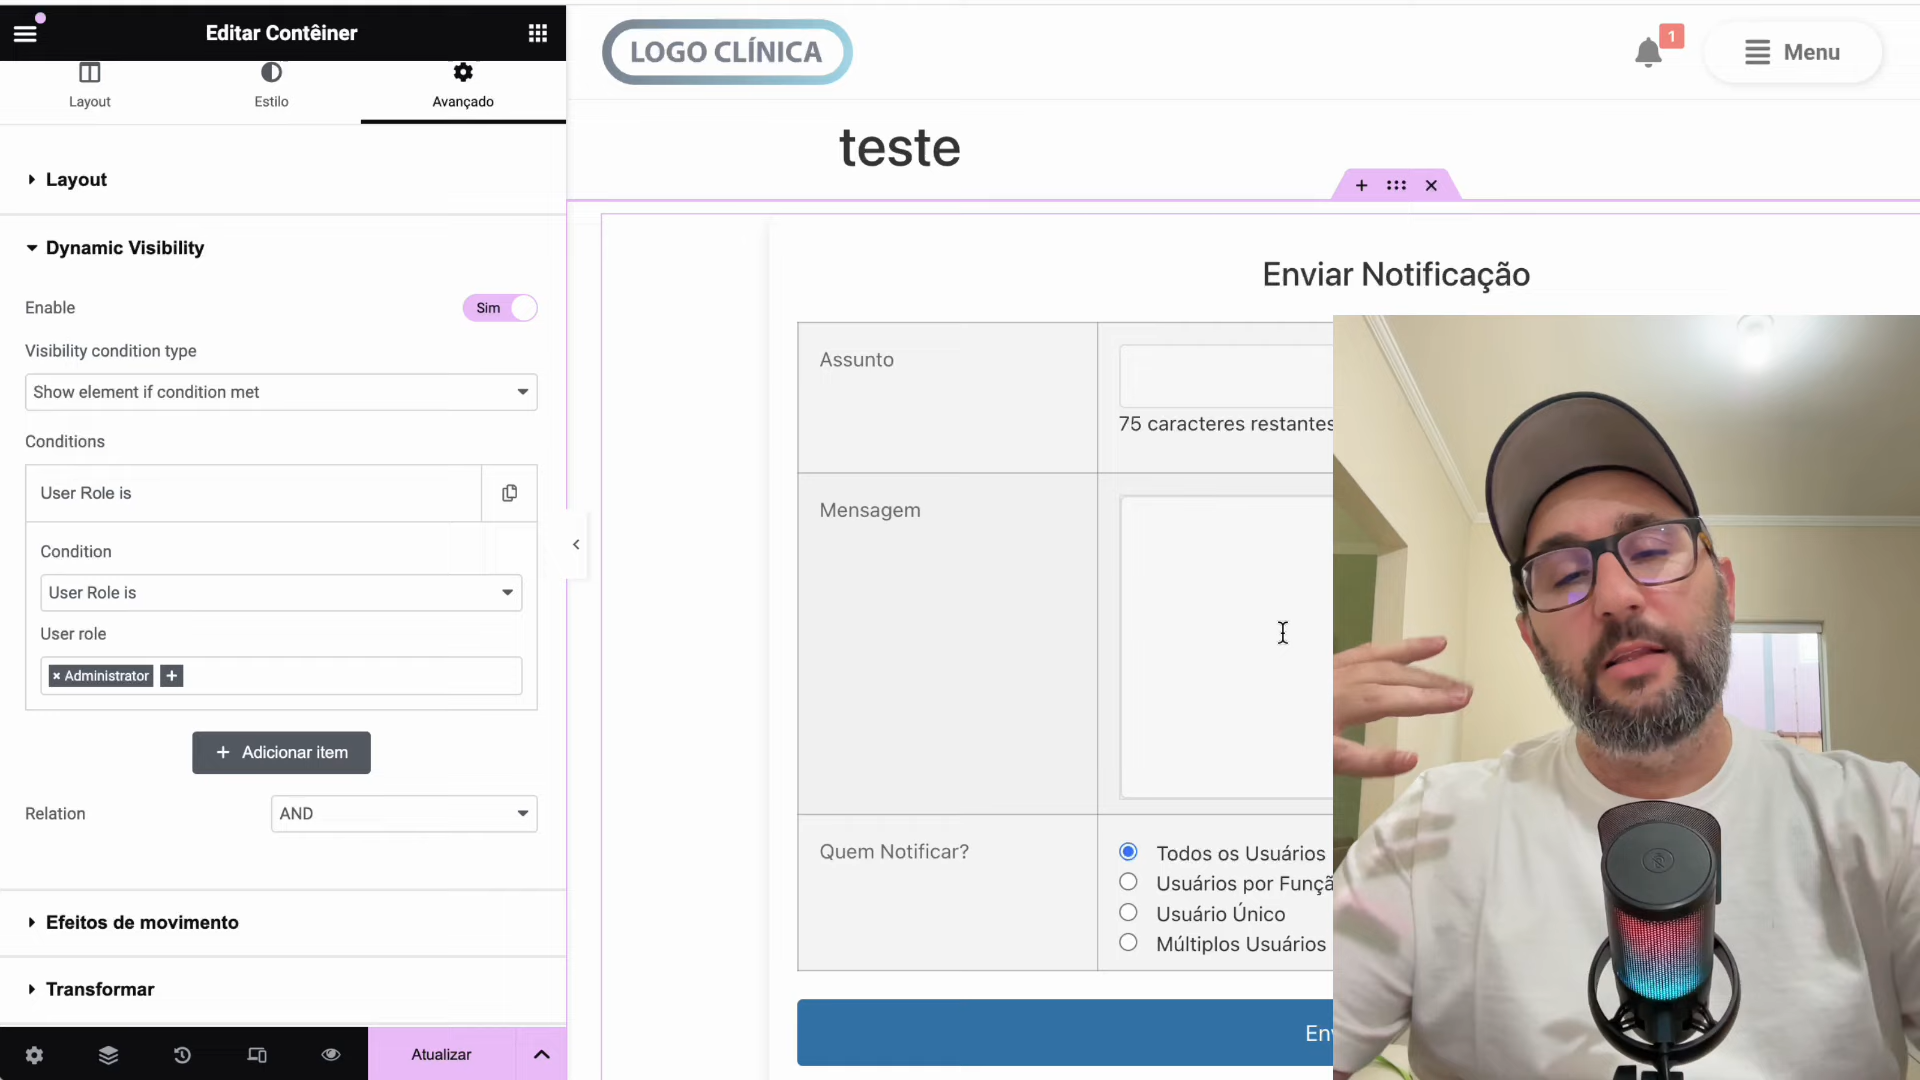 Editar Contêiner
Layout
Estilo
Avançado
Layout
Dynamic Visibility
Enable
Sim
Visibility condition type
Show element if condition met
Conditions
User Role is
Condition
User Role is
User role
× Administrator +
+ Adicionar item
Relation
AND
Efeitos de movimento
Transformar
Atualizar
LOGO CLÍNICA
1
Menu
teste
Enviar Notificação
Assunto
75 caracteres restantes
Mensagem
Quem Notificar?
Todos os Usuários
Usuários por Funçã
Usuário Único
Múltiplos Usuários